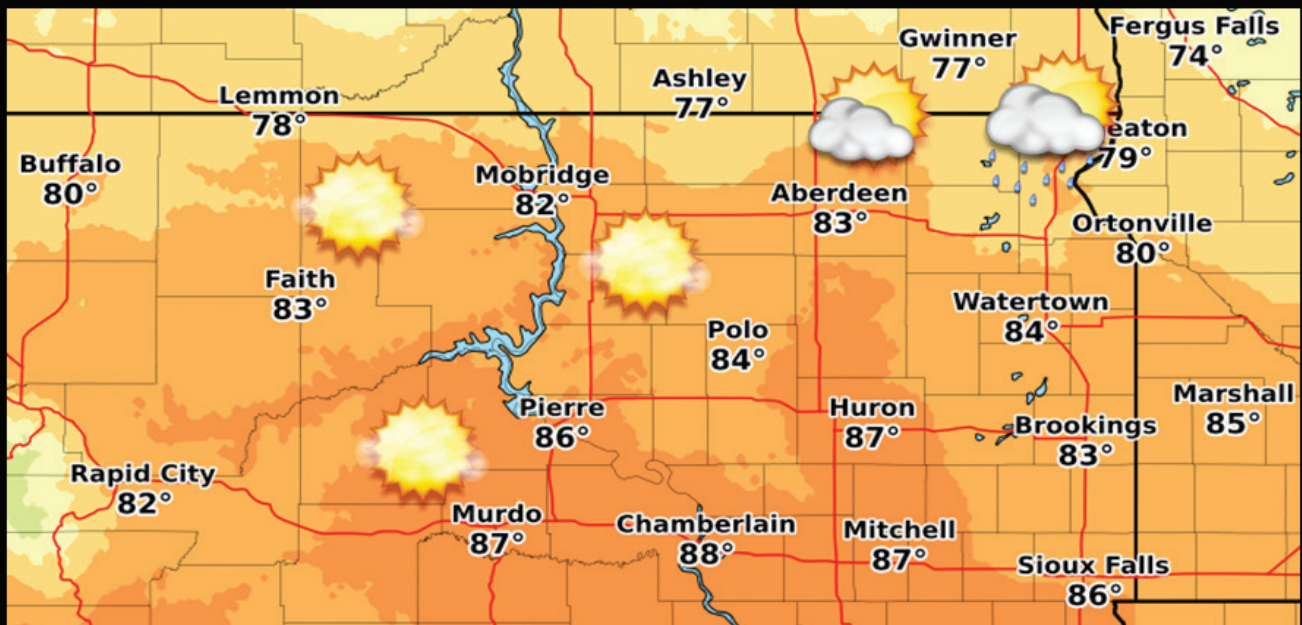 Fergus Falls
74°
Gwinner
77°
Ashley
77°
Lemmon
78°
eaton
79°
Buffalo
80°
Mobridge
82°
Aberdeen
83°
Ortonville
80°
Faith
83°
Watertown
84°
Polo
84°
Marshall
85°
Pierre
86°
Huron
87°
Brookings
83°
Rapid City
82°
Murdo
87°
Chamberlain
88°
Mitchell
87°
Sioux Falls
86°